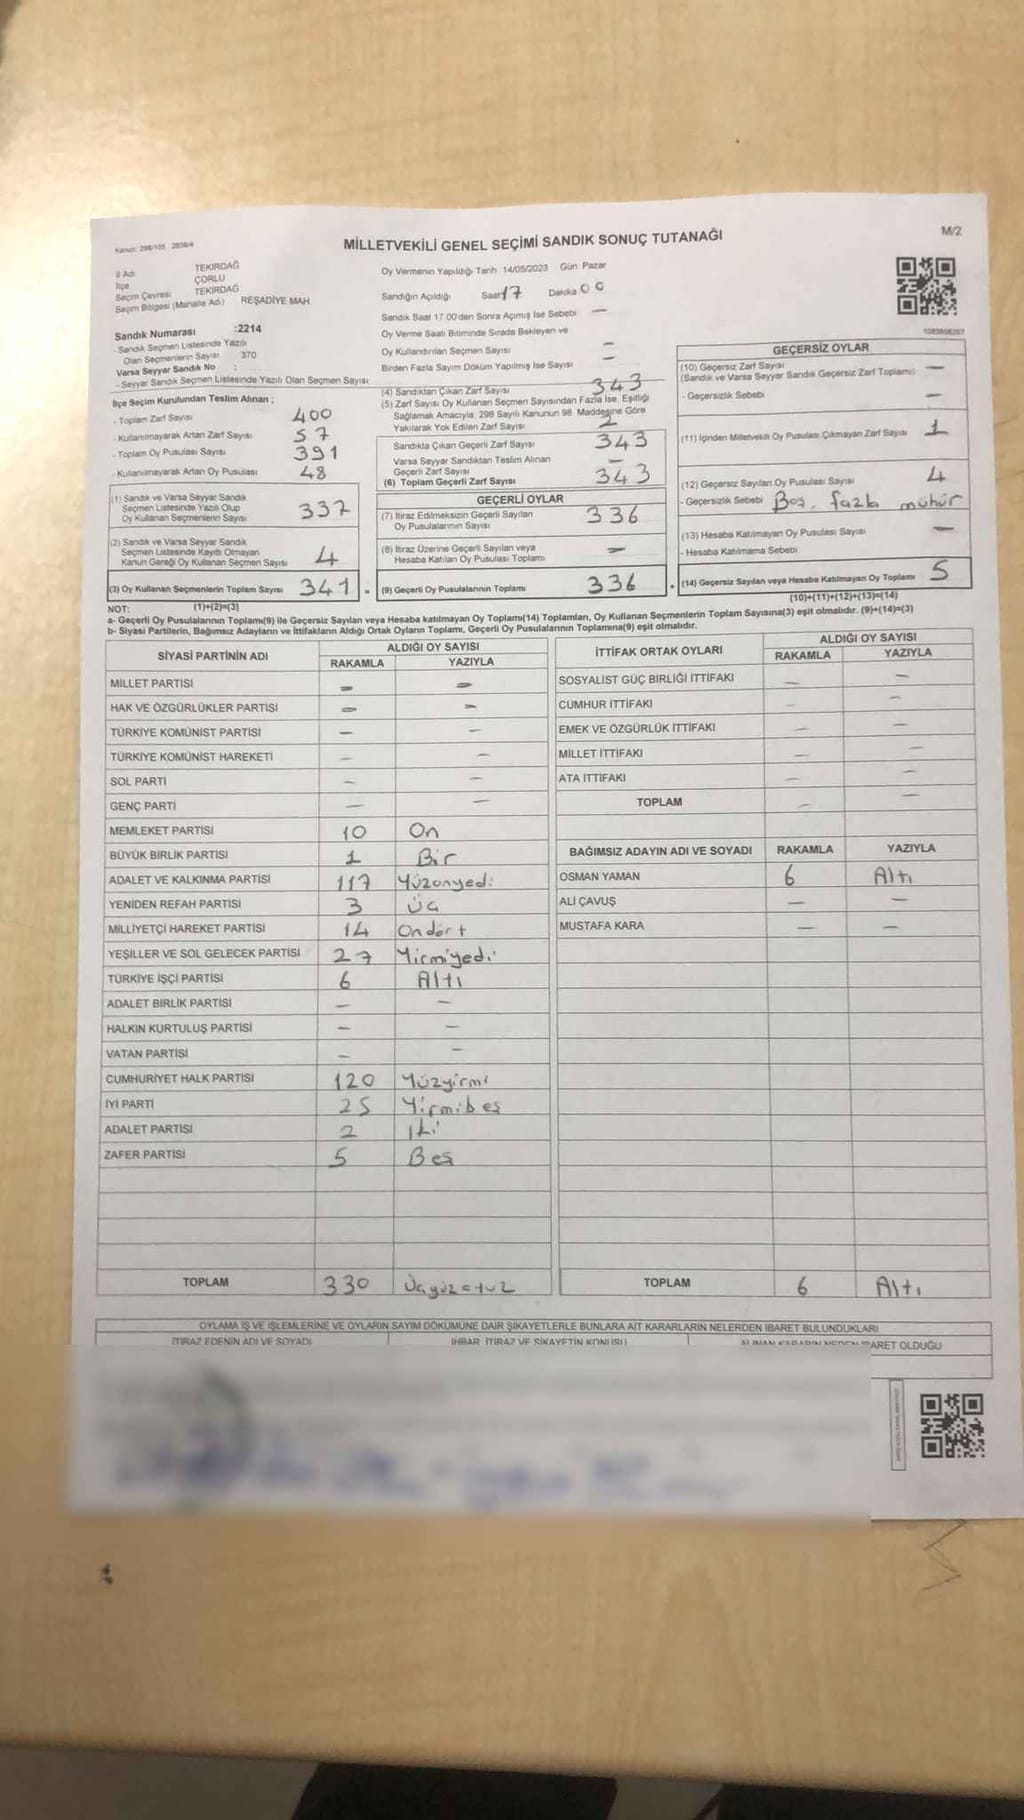 Kanun: 298/105, 2839/4
MİLLETVEKİLİ GENEL SEÇİMİ SANDIK SONUÇ TUTANAĞI
M/2
İl Adı TEKİRDAĞ
İlçe ÇORLU
Seçim Çevresi TEKİRDAĞ
Seçim Bölgesi (Mahalle Adı) REŞADİYE MAH.
Sandık Numarası :2214
- Sandık Seçmen Listesinde Yazılı
Olan Seçmenlerin Sayısı 370
Varsa Seyyar Sandık No :
- Seyyar Sandık Seçmen Listesinde Yazılı Olan Seçmen Sayısı
İlçe Seçim Kurulundan Teslim Alınan ;
- Toplam Zarf Sayısı 400
- Kullanılmayarak Artan Zarf Sayısı 57
- Toplam Oy Pusulası Sayısı 391
- Kullanılmayarak Artan Oy Pusulası 48
(1) Sandık ve Varsa Seyyar Sandık
Seçmen Listesinde Yazılı Olup
Oy Kullanan Seçmenlerin Sayısı 337
(2) Sandık ve Varsa Seyyar Sandık
Seçmen Listesinde Kayıtlı Olmayan
Kanun Gereği Oy Kullanan Seçmen Sayısı 4
(3) Oy Kullanan Seçmenlerin Toplam Sayısı 341
(1)+(2)=(3)
Oy Vermenin Yapıldığı Tarih 14/05/2023 Gün Pazar
Sandığın Açıldığı Saat 17 Dakika 00
Sandık Saat 17.00'den Sonra Açılmış İse Sebebi —
Oy Verme Saati Bitiminde Sırada Bekleyen ve
Oy Kullandırılan Seçmen Sayısı —
Birden Fazla Sayım Döküm Yapılmış İse Sayısı —
(4) Sandıktan Çıkan Zarf Sayısı 343
(5) Zarf Sayısı Oy Kullanan Seçmen Sayısından Fazla İse, Eşitliği
Sağlamak Amacıyla, 298 Sayılı Kanunun 98. Maddesine Göre
Yakılarak Yok Edilen Zarf Sayısı 2
Sandıkta Çıkan Geçerli Zarf Sayısı 343
Varsa Seyyar Sandıktan Teslim Alınan
Geçerli Zarf Sayısı —
(6) Toplam Geçerli Zarf Sayısı 343
GEÇERLİ OYLAR
(7) İtiraz Edilmeksizin Geçerli Sayılan
Oy Pusulalarının Sayısı 336
(8) İtiraz Üzerine Geçerli Sayılan veya
Hesaba Katılan Oy Pusulası Toplamı —
(9) Geçerli Oy Pusulalarının Toplamı 336
1083606397
GEÇERSİZ OYLAR
(10) Geçersiz Zarf Sayısı
(Sandık ve Varsa Seyyar Sandık Geçersiz Zarf Toplamı) —
- Geçersizlik Sebebi —
(11) İçinden Milletvekili Oy Pusulası Çıkmayan Zarf Sayısı 1
(12) Geçersiz Sayılan Oy Pusulası Sayısı 4
- Geçersizlik Sebebi Boş, fazla mühür
(13) Hesaba Katılmayan Oy Pusulası Sayısı —
- Hesaba Katılmama Sebebi
(14) Geçersiz Sayılan veya Hesaba Katılmayan Oy Toplamı 5
(10)+(11)+(12)+(13)=(14)
NOT:
a- Geçerli Oy Pusulalarının Toplamı(9) ile Geçersiz Sayılan veya Hesaba katılmayan Oy Toplamı(14) Toplamları, Oy Kullanan Seçmenlerin Toplam Sayısına(3) eşit olmalıdır. (9)+(14)=(3)
b- Siyasi Partilerin, Bağımsız Adayların ve İttifakların Aldığı Ortak Oyların Toplamı, Geçerli Oy Pusulalarının Toplamına(9) eşit olmalıdır.
SİYASİ PARTİNİN ADI ALDIĞI OY SAYISI
RAKAMLA YAZIYLA
MİLLET PARTİSİ — —
HAK VE ÖZGÜRLÜKLER PARTİSİ — —
TÜRKİYE KOMÜNİST PARTİSİ — —
TÜRKİYE KOMÜNİST HAREKETİ — —
SOL PARTİ — —
GENÇ PARTİ — —
MEMLEKET PARTİSİ 10 On
BÜYÜK BİRLİK PARTİSİ 1 Bir
ADALET VE KALKINMA PARTİSİ 117 Yüzonyedi
YENİDEN REFAH PARTİSİ 3 Üç
MİLLİYETÇİ HAREKET PARTİSİ 14 Ondört
YEŞİLLER VE SOL GELECEK PARTİSİ 27 Yirmiyedi
TÜRKİYE İŞÇİ PARTİSİ 6 Altı
ADALET BİRLİK PARTİSİ — —
HALKIN KURTULUŞ PARTİSİ — —
VATAN PARTİSİ — —
CUMHURİYET HALK PARTİSİ 120 Yüzyirmi
İYİ PARTİ 25 Yirmibeş
ADALET PARTİSİ 2 İki
ZAFER PARTİSİ 5 Beş
TOPLAM 330 Üçyüzotuz
İTTİFAK ORTAK OYLARI ALDIĞI OY SAYISI
RAKAMLA YAZIYLA
SOSYALİST GÜÇ BİRLİĞİ İTTİFAKI — —
CUMHUR İTTİFAKI — —
EMEK VE ÖZGÜRLÜK İTTİFAKI — —
MİLLET İTTİFAKI — —
ATA İTTİFAKI — —
TOPLAM — —
BAĞIMSIZ ADAYIN ADI VE SOYADI RAKAMLA YAZIYLA
OSMAN YAMAN 6 Altı
ALİ ÇAVUŞ — —
MUSTAFA KARA — —
TOPLAM 6 Altı
OYLAMA İŞ VE İŞLEMLERİNE VE OYLARIN SAYIM DÖKÜMÜNE DAİR ŞİKAYETLERLE BUNLARA AİT KARARLARIN NELERDEN İBARET BULUNDUKLARI
İTİRAZ EDENİN ADI VE SOYADI İHBAR, İTİRAZ VE ŞİKAYETİN KONUSU ALINAN KARARIN NEDEN İBARET OLDUĞU